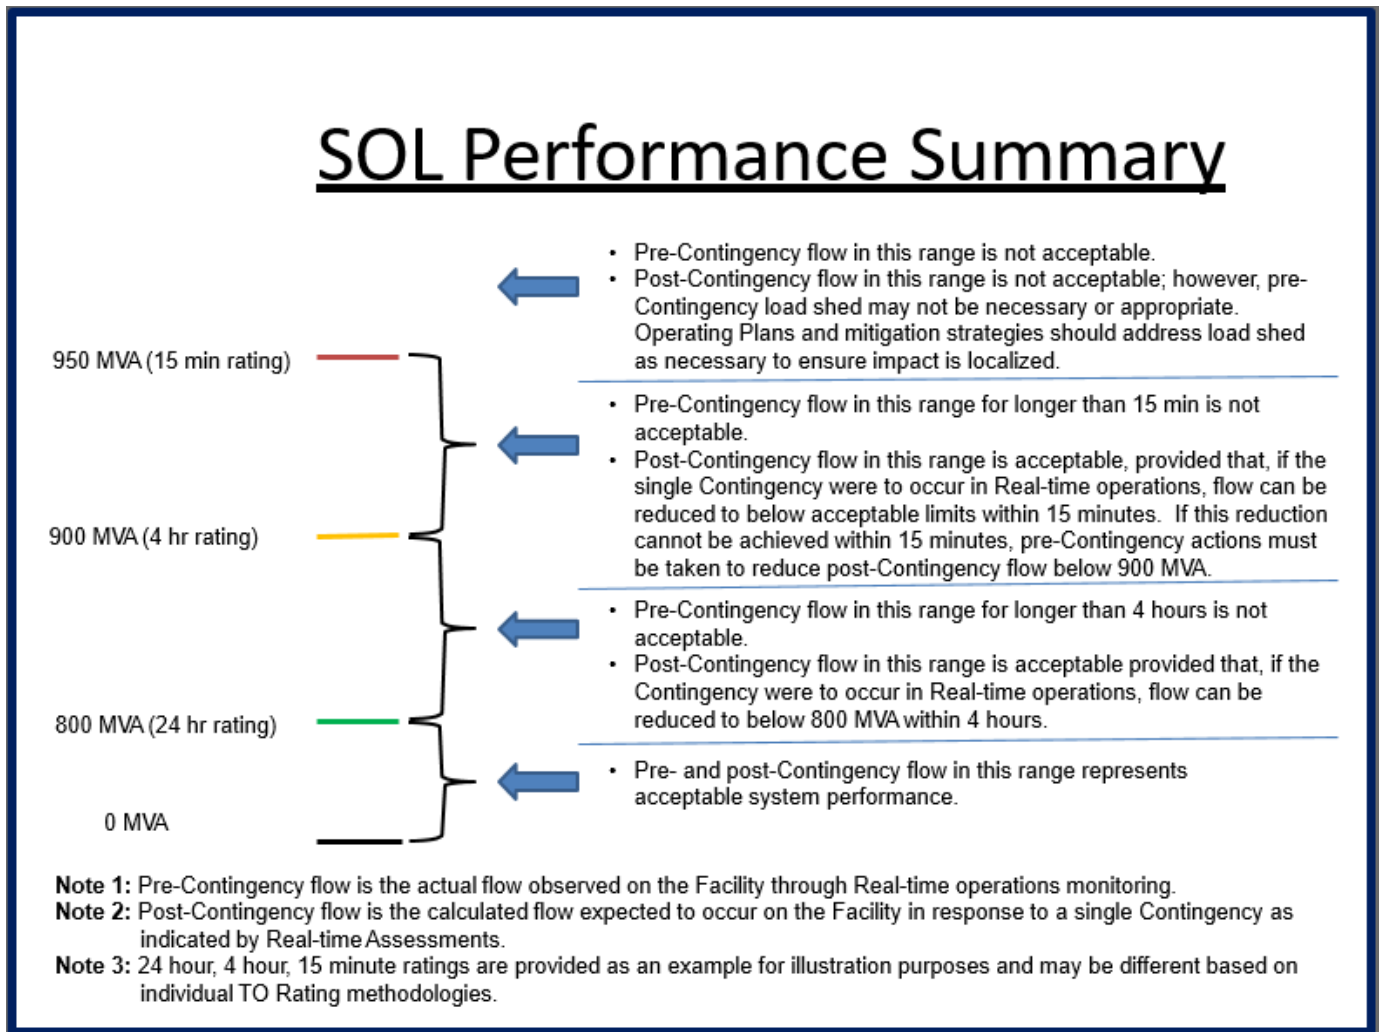 SOL Performance Summary
• Pre-Contingency flow in this range is not acceptable.
• Post-Contingency flow in this range is not acceptable; however, pre-
Contingency load shed may not be necessary or appropriate.
Operating Plans and mitigation strategies should address load shed
as necessary to ensure impact is localized.
950 MVA (15 min rating)
• Pre-Contingency flow in this range for longer than 15 min is not
acceptable.
• Post-Contingency flow in this range is acceptable, provided that, if the
single Contingency were to occur in Real-time operations, flow can be
reduced to below acceptable limits within 15 minutes. If this reduction
cannot be achieved within 15 minutes, pre-Contingency actions must
be taken to reduce post-Contingency flow below 900 MVA.
900 MVA (4 hr rating)
• Pre-Contingency flow in this range for longer than 4 hours is not
acceptable.
• Post-Contingency flow in this range is acceptable provided that, if the
Contingency were to occur in Real-time operations, flow can be
reduced to below 800 MVA within 4 hours.
800 MVA (24 hr rating)
• Pre- and post-Contingency flow in this range represents
acceptable system performance.
0 MVA
Note 1: Pre-Contingency flow is the actual flow observed on the Facility through Real-time operations monitoring.
Note 2: Post-Contingency flow is the calculated flow expected to occur on the Facility in response to a single Contingency as
indicated by Real-time Assessments.
Note 3: 24 hour, 4 hour, 15 minute ratings are provided as an example for illustration purposes and may be different based on
individual TO Rating methodologies.